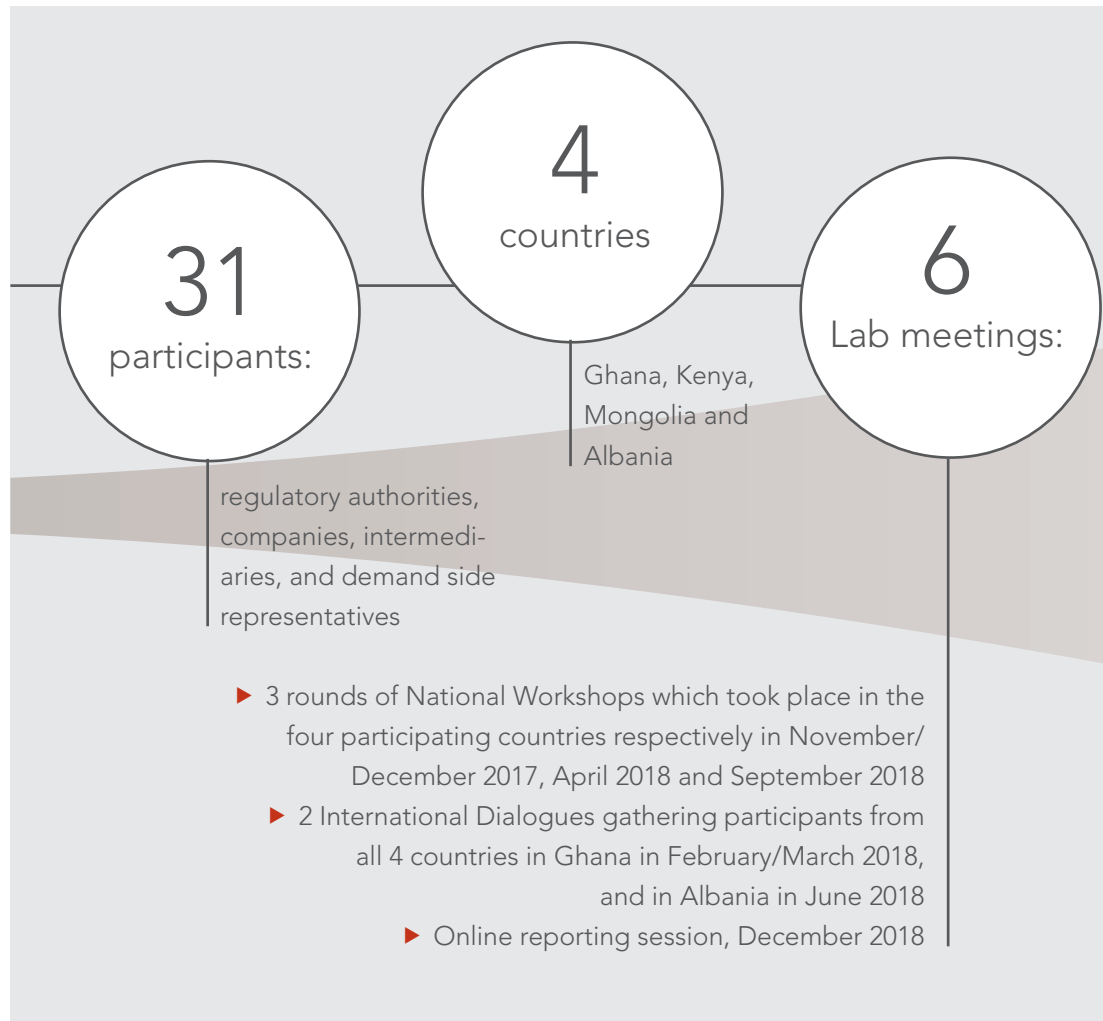 31
participants:
regulatory authorities,
companies, intermedi-
aries, and demand side
representatives
4
countries
Ghana, Kenya,
Mongolia and
Albania
6
Lab meetings:
▶ 3 rounds of National Workshops which took place in the
four participating countries respectively in November/
December 2017, April 2018 and September 2018
▶ 2 International Dialogues gathering participants from
all 4 countries in Ghana in February/March 2018,
and in Albania in June 2018
▶ Online reporting session, December 2018